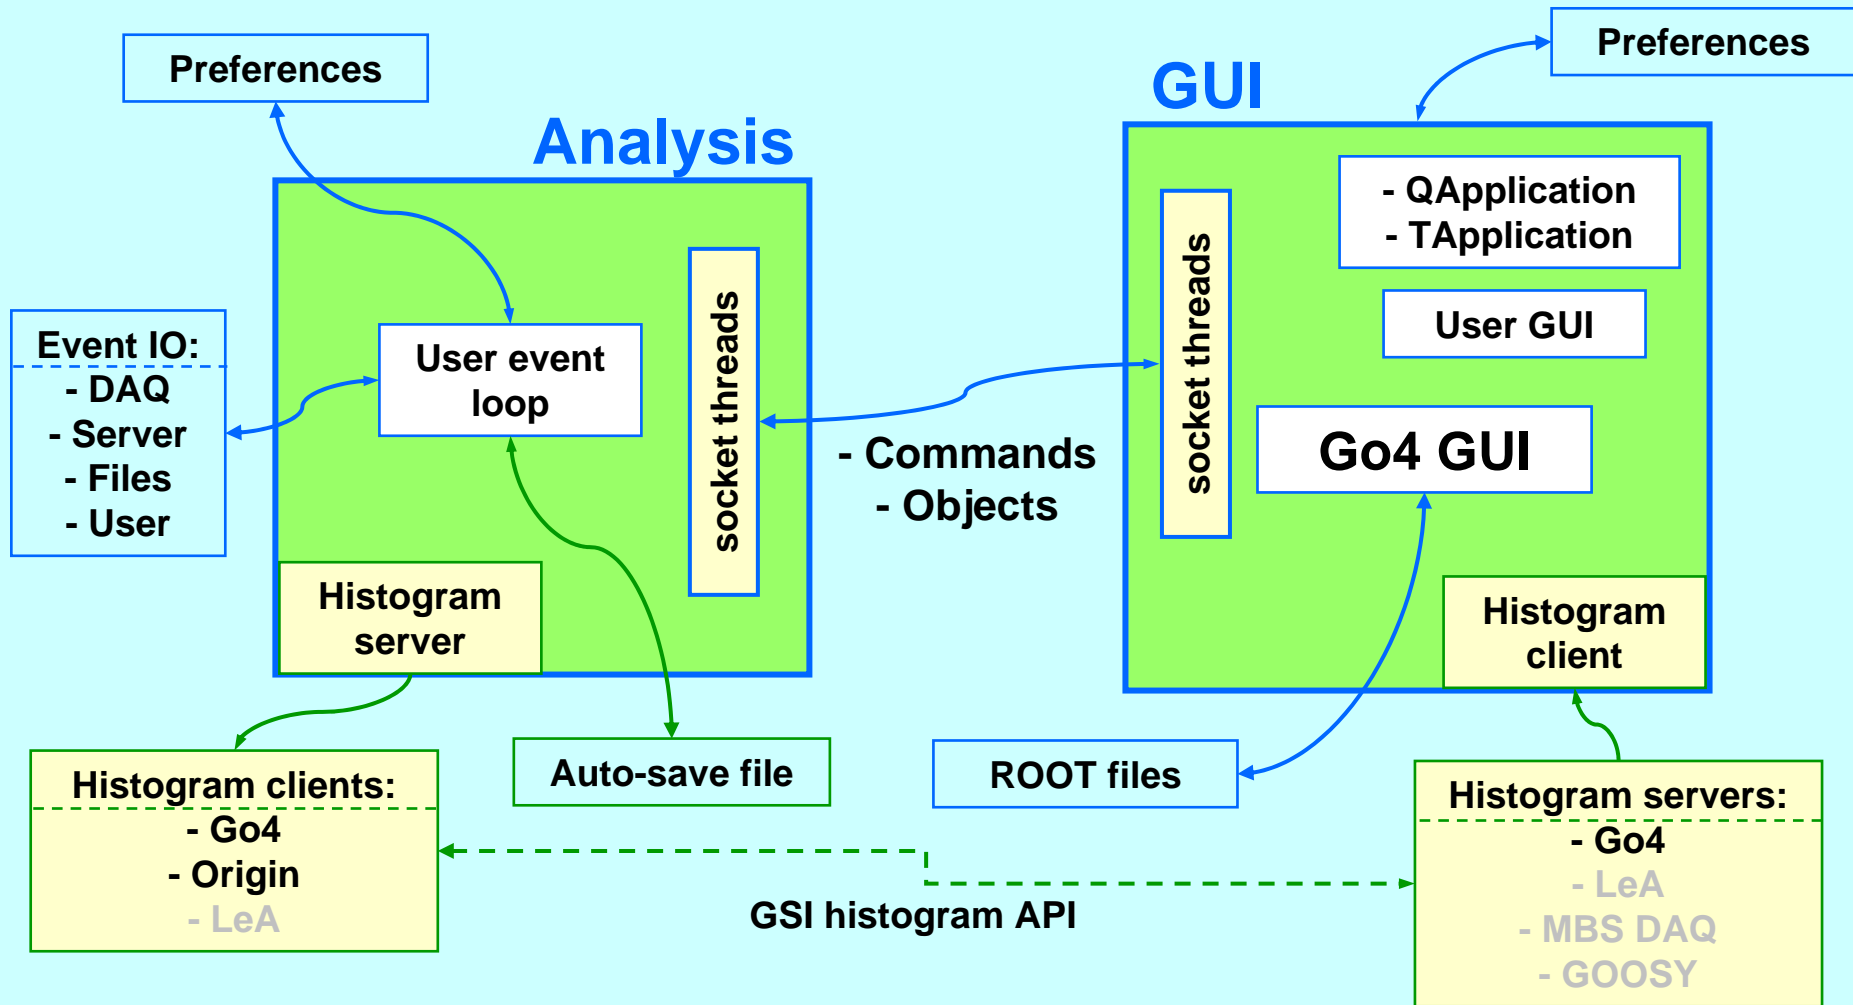 Preferences
Analysis
Event IO:
- DAQ
- Server
- Files
- User
User event
loop
socket threads
Histogram
server
Histogram clients:
- Go4
- Origin
- LeA
Auto-save file
- Commands
- Objects
GSI histogram API
Preferences
GUI
socket threads
- QApplication
- TApplication
User GUI
Go4 GUI
Histogram
client
ROOT files
Histogram servers:
- Go4
- LeA
- MBS DAQ
- GOOSY